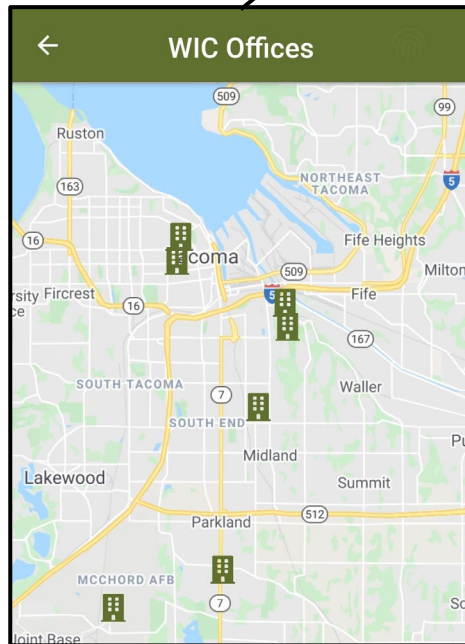 WIC Offices
509
99
Ruston
163
5
NORTHEAST
TACOMA
16
coma
Fife Heights
509
Milton
rsity
Fircrest
ce
5
Fife
16
167
SOUTH TACOMA
Waller
7
SOUTH END
Midland
Pu
Lakewood
Summit
512
Parkland
MCCHORD AFB
7
Joint Base
So